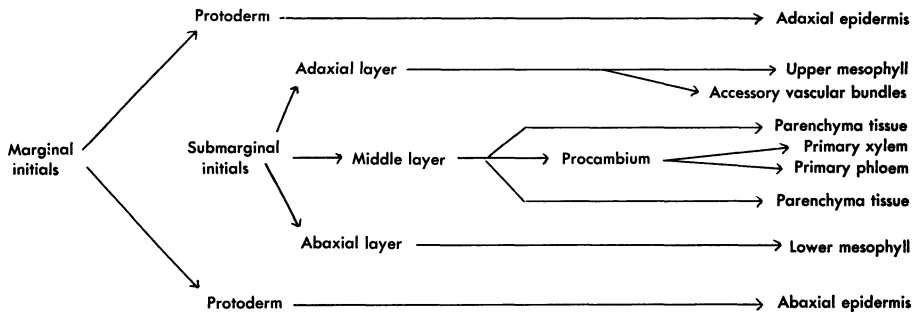 Protoderm
Adaxial epidermis
Adaxial layer
Upper mesophyll
Accessory vascular bundles
Marginal
initials
Submarginal
initials
Middle layer
Parenchyma tissue
Procambium
Primary xylem
Primary phloem
Parenchyma tissue
Abaxial layer
Lower mesophyll
Protoderm
Abaxial epidermis